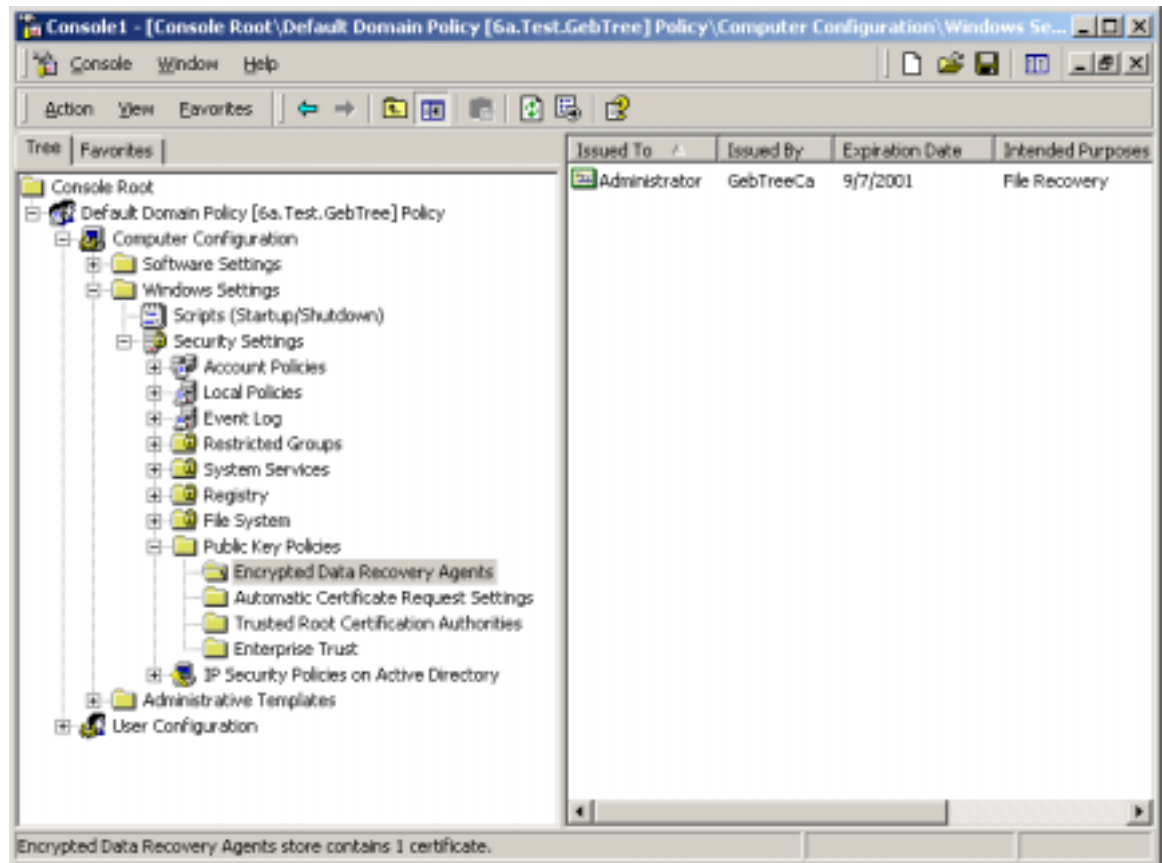 Console1 - [Console Root\Default Domain Policy [6a.Test.GebTree] Policy\Computer Configuration\Windows Se...
Console Window Help
Action View Favorites
Tree Favorites
Issued To Issued By Expiration Date Intended Purposes
Administrator GebTreeCa 9/7/2001 File Recovery
Console Root
Default Domain Policy [6a.Test.GebTree] Policy
Computer Configuration
Software Settings
Windows Settings
Scripts (Startup/Shutdown)
Security Settings
Account Policies
Local Policies
Event Log
Restricted Groups
System Services
Registry
File System
Public Key Policies
Encrypted Data Recovery Agents
Automatic Certificate Request Settings
Trusted Root Certification Authorities
Enterprise Trust
IP Security Policies on Active Directory
Administrative Templates
User Configuration
Encrypted Data Recovery Agents store contains 1 certificate.